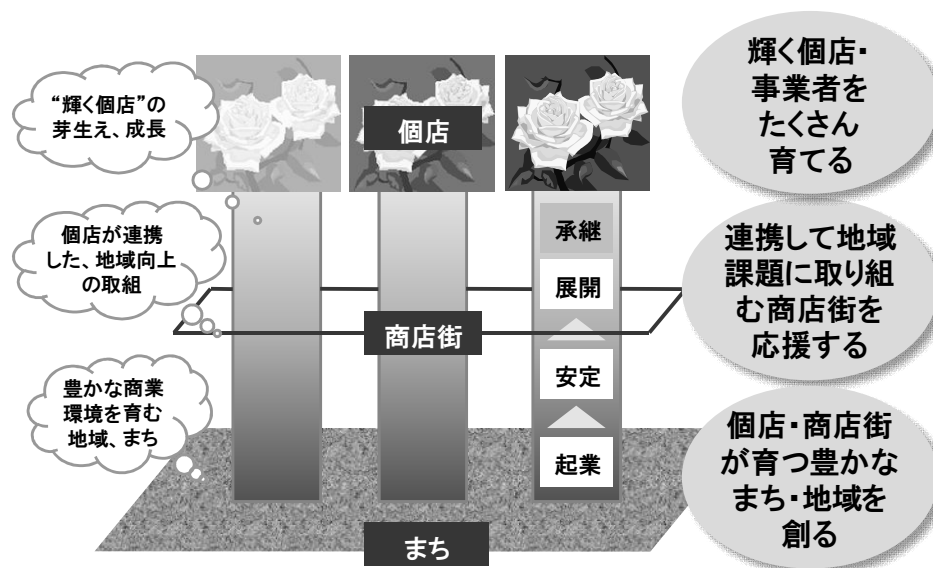 “輝く個店”の
芽生え、成長
個店
輝く個店・
事業者を
たくさん
育てる
個店が連携
した、地域向上
の取組
承継
展開
商店街
連携して地域
課題に取り組
む商店街を
応援する
豊かな商業
環境を育む
地域、まち
安定
起業
まち
個店・商店街
が育つ豊かな
まち・地域を
創る